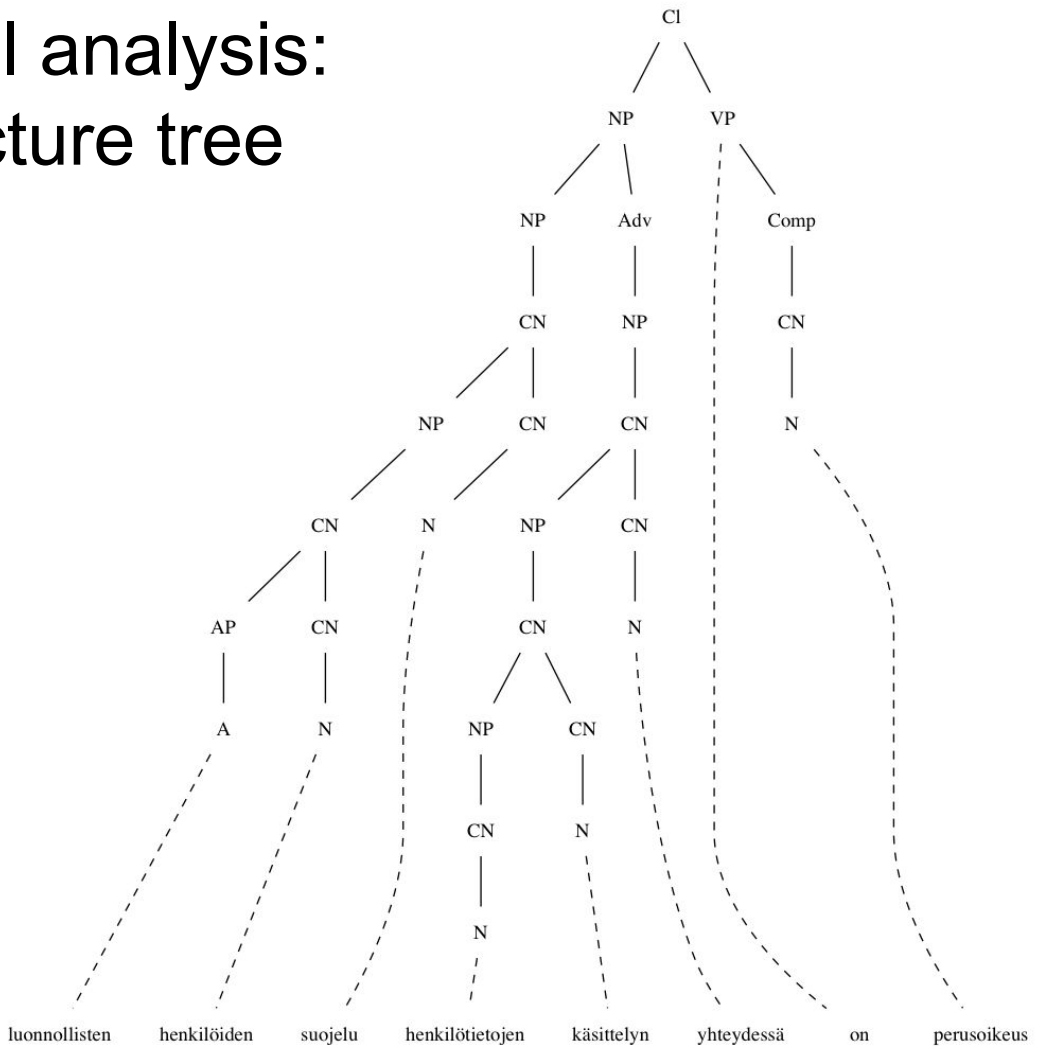 l analysis:
cture tree
Cl
NP VP
NP Adv Comp
CN NP CN
NP CN CN N
CN N NP CN
AP CN CN N
A N NP CN
CN N
N
luonnollisten henkilöiden suojelu henkilötietojen käsittelyn yhteydessä on perusoikeus